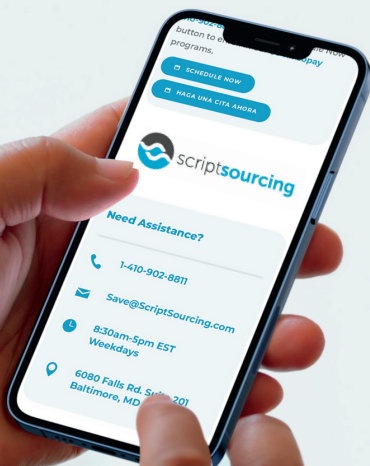 Now
button to
programs.
SCHEDULE NOW
HAGA UNA CITA AHORA
scriptsourcing
Need Assistance?
1-410-902-8811
Save@ScriptSourcing.com
8:30am-5pm EST
Weekdays
6080 Falls Rd. Suite 201
Baltimore, MD